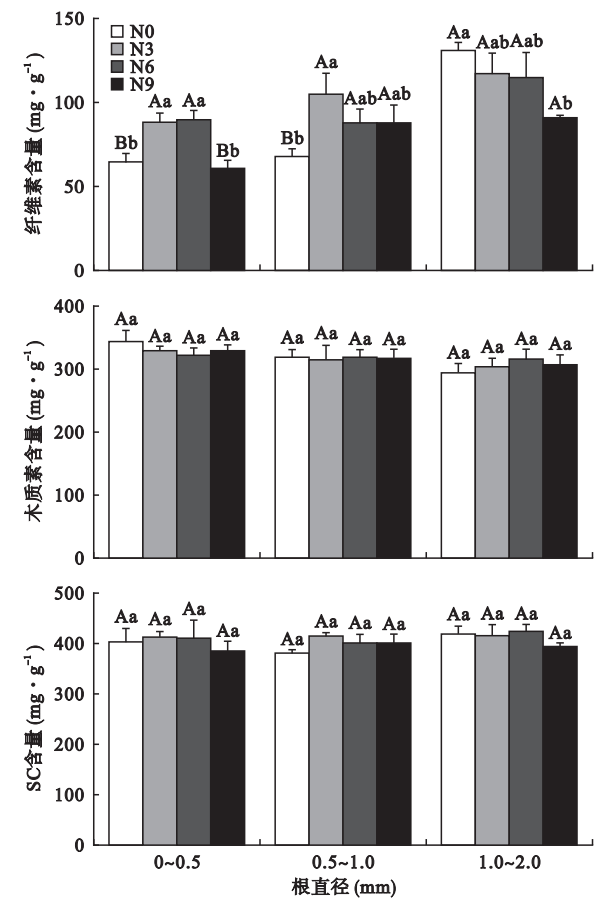 150
N0
N3
N6
N9
Aa Aab Aab
Aa
Aa Aa
Aab Aab
Ab
100
Bb Bb Bb
50
0
纤维素含量 (mg·g⁻¹)
400
Aa Aa Aa Aa Aa Aa Aa Aa Aa Aa Aa Aa
300
200
100
0
木质素含量 (mg·g⁻¹)
500
Aa Aa Aa Aa Aa Aa Aa Aa Aa Aa Aa Aa
400
300
200
100
0
SC含量 (mg·g⁻¹)
0~0.5 0.5~1.0 1.0~2.0
根直径 (mm)